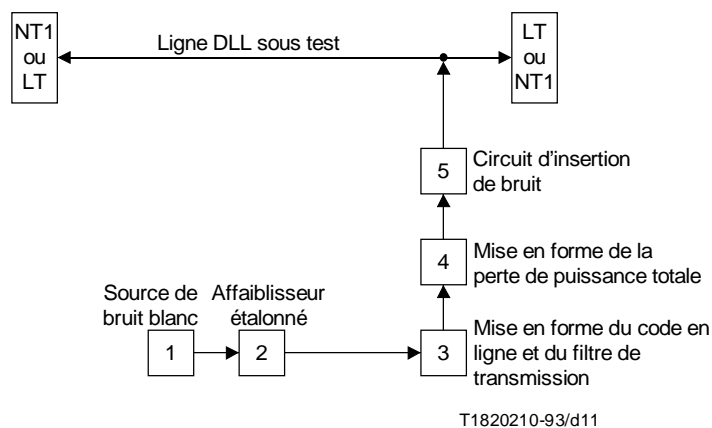 NT1
ou
LT
Ligne DLL sous test
LT
ou
NT1
5
Circuit d'insertion
de bruit
4
Mise en forme de la
perte de puissance totale
Source de
bruit blanc
Affaiblisseur
étalonné
1
2
3
Mise en forme du code en
ligne et du filtre de
transmission
T1820210-93/d11